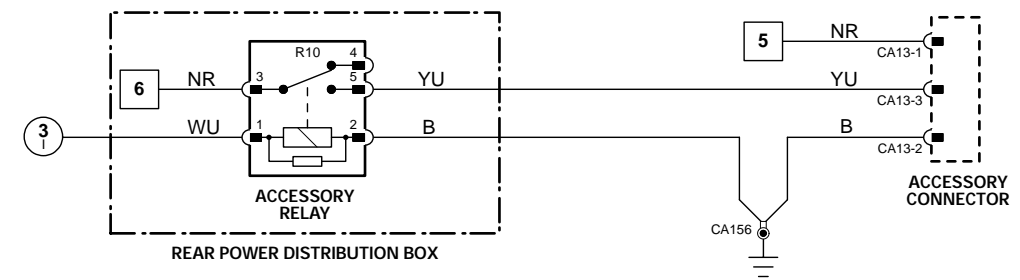 5
NR
CA13-1
R10
4
6
NR
3
5
YU
YU
CA13-3
3
I
WU
1
2
B
B
CA13-2
ACCESSORY
RELAY
ACCESSORY
CONNECTOR
CA156
REAR POWER DISTRIBUTION BOX